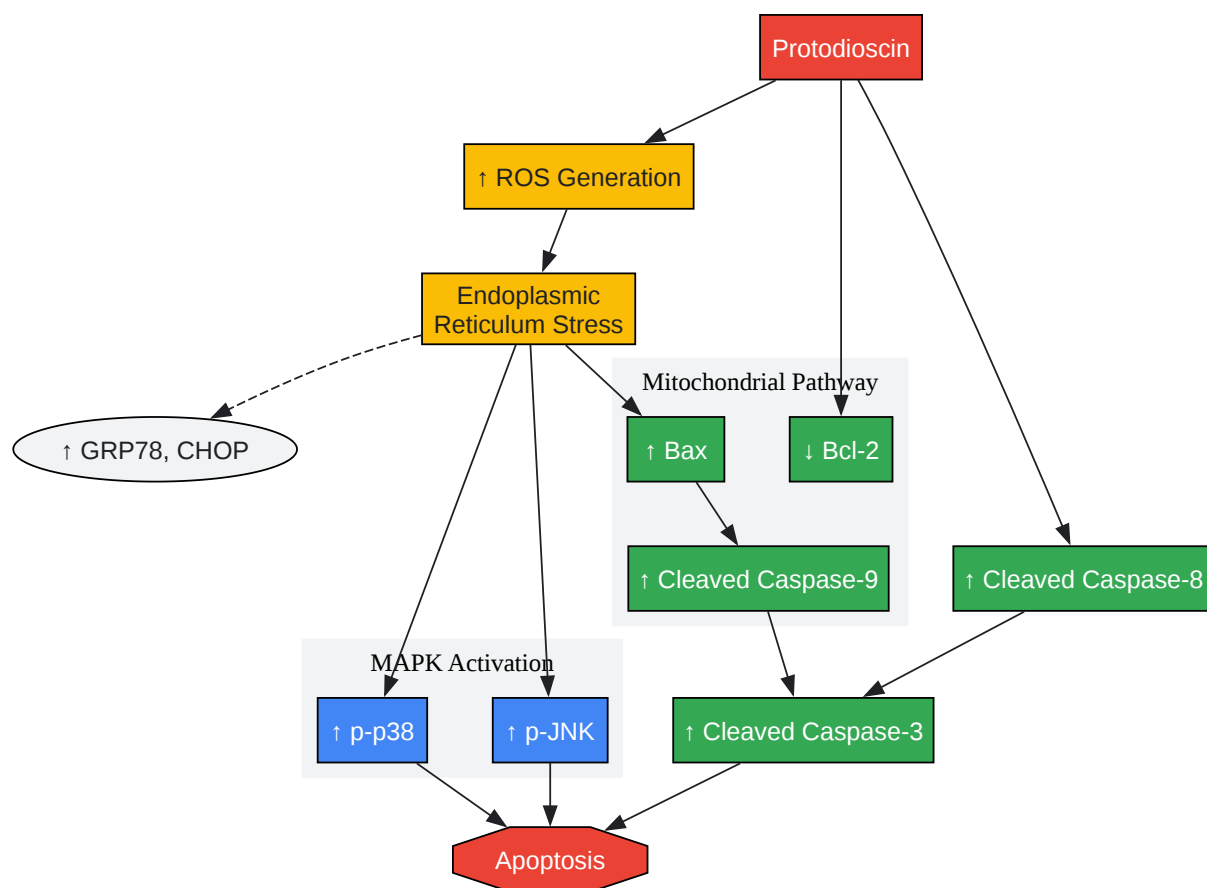 Protodioscin
↑ ROS Generation
Endoplasmic
Reticulum Stress
Mitochondrial Pathway
↑ GRP78, CHOP
↑ Bax
↓ Bcl-2
↑ Cleaved Caspase-9
↑ Cleaved Caspase-8
MAPK Activation
↑ p-p38
↑ p-JNK
↑ Cleaved Caspase-3
Apoptosis